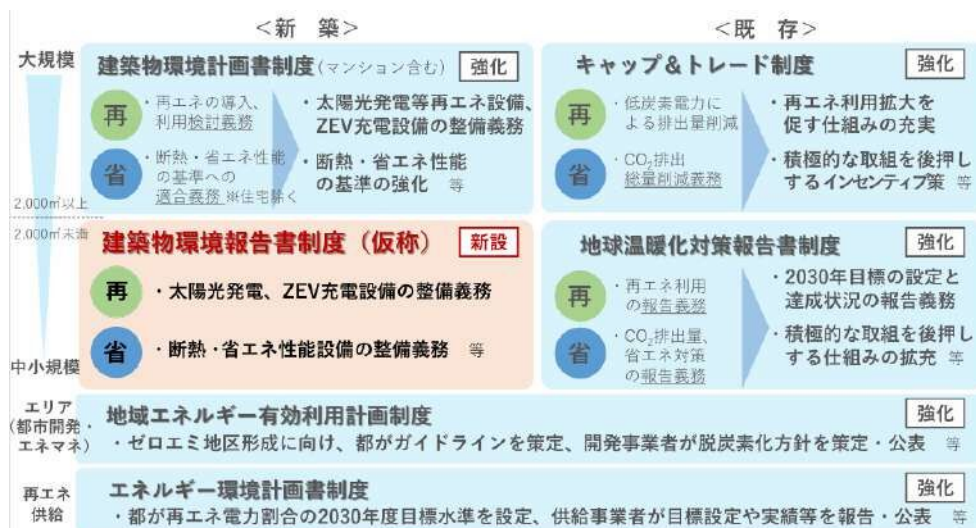 ＜新　築＞
＜既　存＞
大規模
建築物環境計画書制度（マンション含む）
強化
再
・再エネの導入、
利用検討義務
・太陽光発電等再エネ設備、
ZEV充電設備の整備義務
省
・断熱・省エネ性能
の基準への
適合義務 ※住宅除く
・断熱・省エネ性能
の基準の強化 等
キャップ＆トレード制度
強化
再
・低炭素電力に
よる排出量削減
・再エネ利用拡大を
促す仕組みの充実
省
・CO₂排出
総量削減義務
・積極的な取組を後押し
するインセンティブ策 等
2,000㎡以上
2,000㎡未満
建築物環境報告書制度（仮称）
新設
再
・太陽光発電、ZEV充電設備の整備義務
省
・断熱・省エネ性能設備の整備義務 等
地球温暖化対策報告書制度
強化
再
・再エネ利用
の報告義務
・2030年目標の設定と
達成状況の報告義務
省
・CO₂排出量、
省エネ対策
の報告義務
・積極的な取組を後押し
する仕組みの拡充 等
中小規模
エリア
(都市開発・
エネマネ)
地域エネルギー有効利用計画制度
強化
・ゼロエミ地区形成に向け、都がガイドラインを策定、開発事業者が脱炭素化方針を策定・公表 等
再エネ
供給
エネルギー環境計画書制度
強化
・都が再エネ電力割合の2030年度目標水準を設定、供給事業者が目標設定や実績等を報告・公表 等